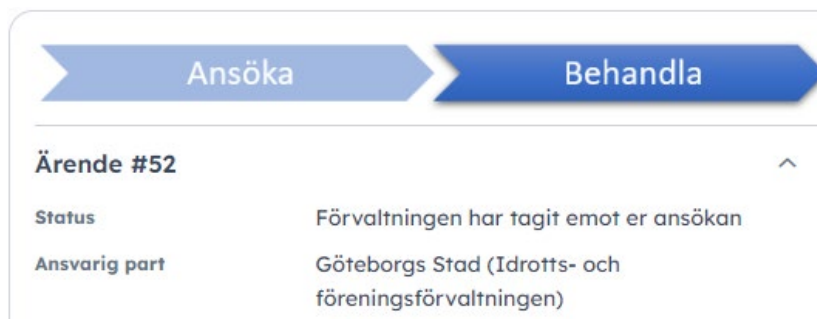 Ansöka
Behandla
Ärende #52
Status
Förvaltningen har tagit emot er ansökan
Ansvarig part
Göteborgs Stad (Idrotts- och
föreningsförvaltningen)